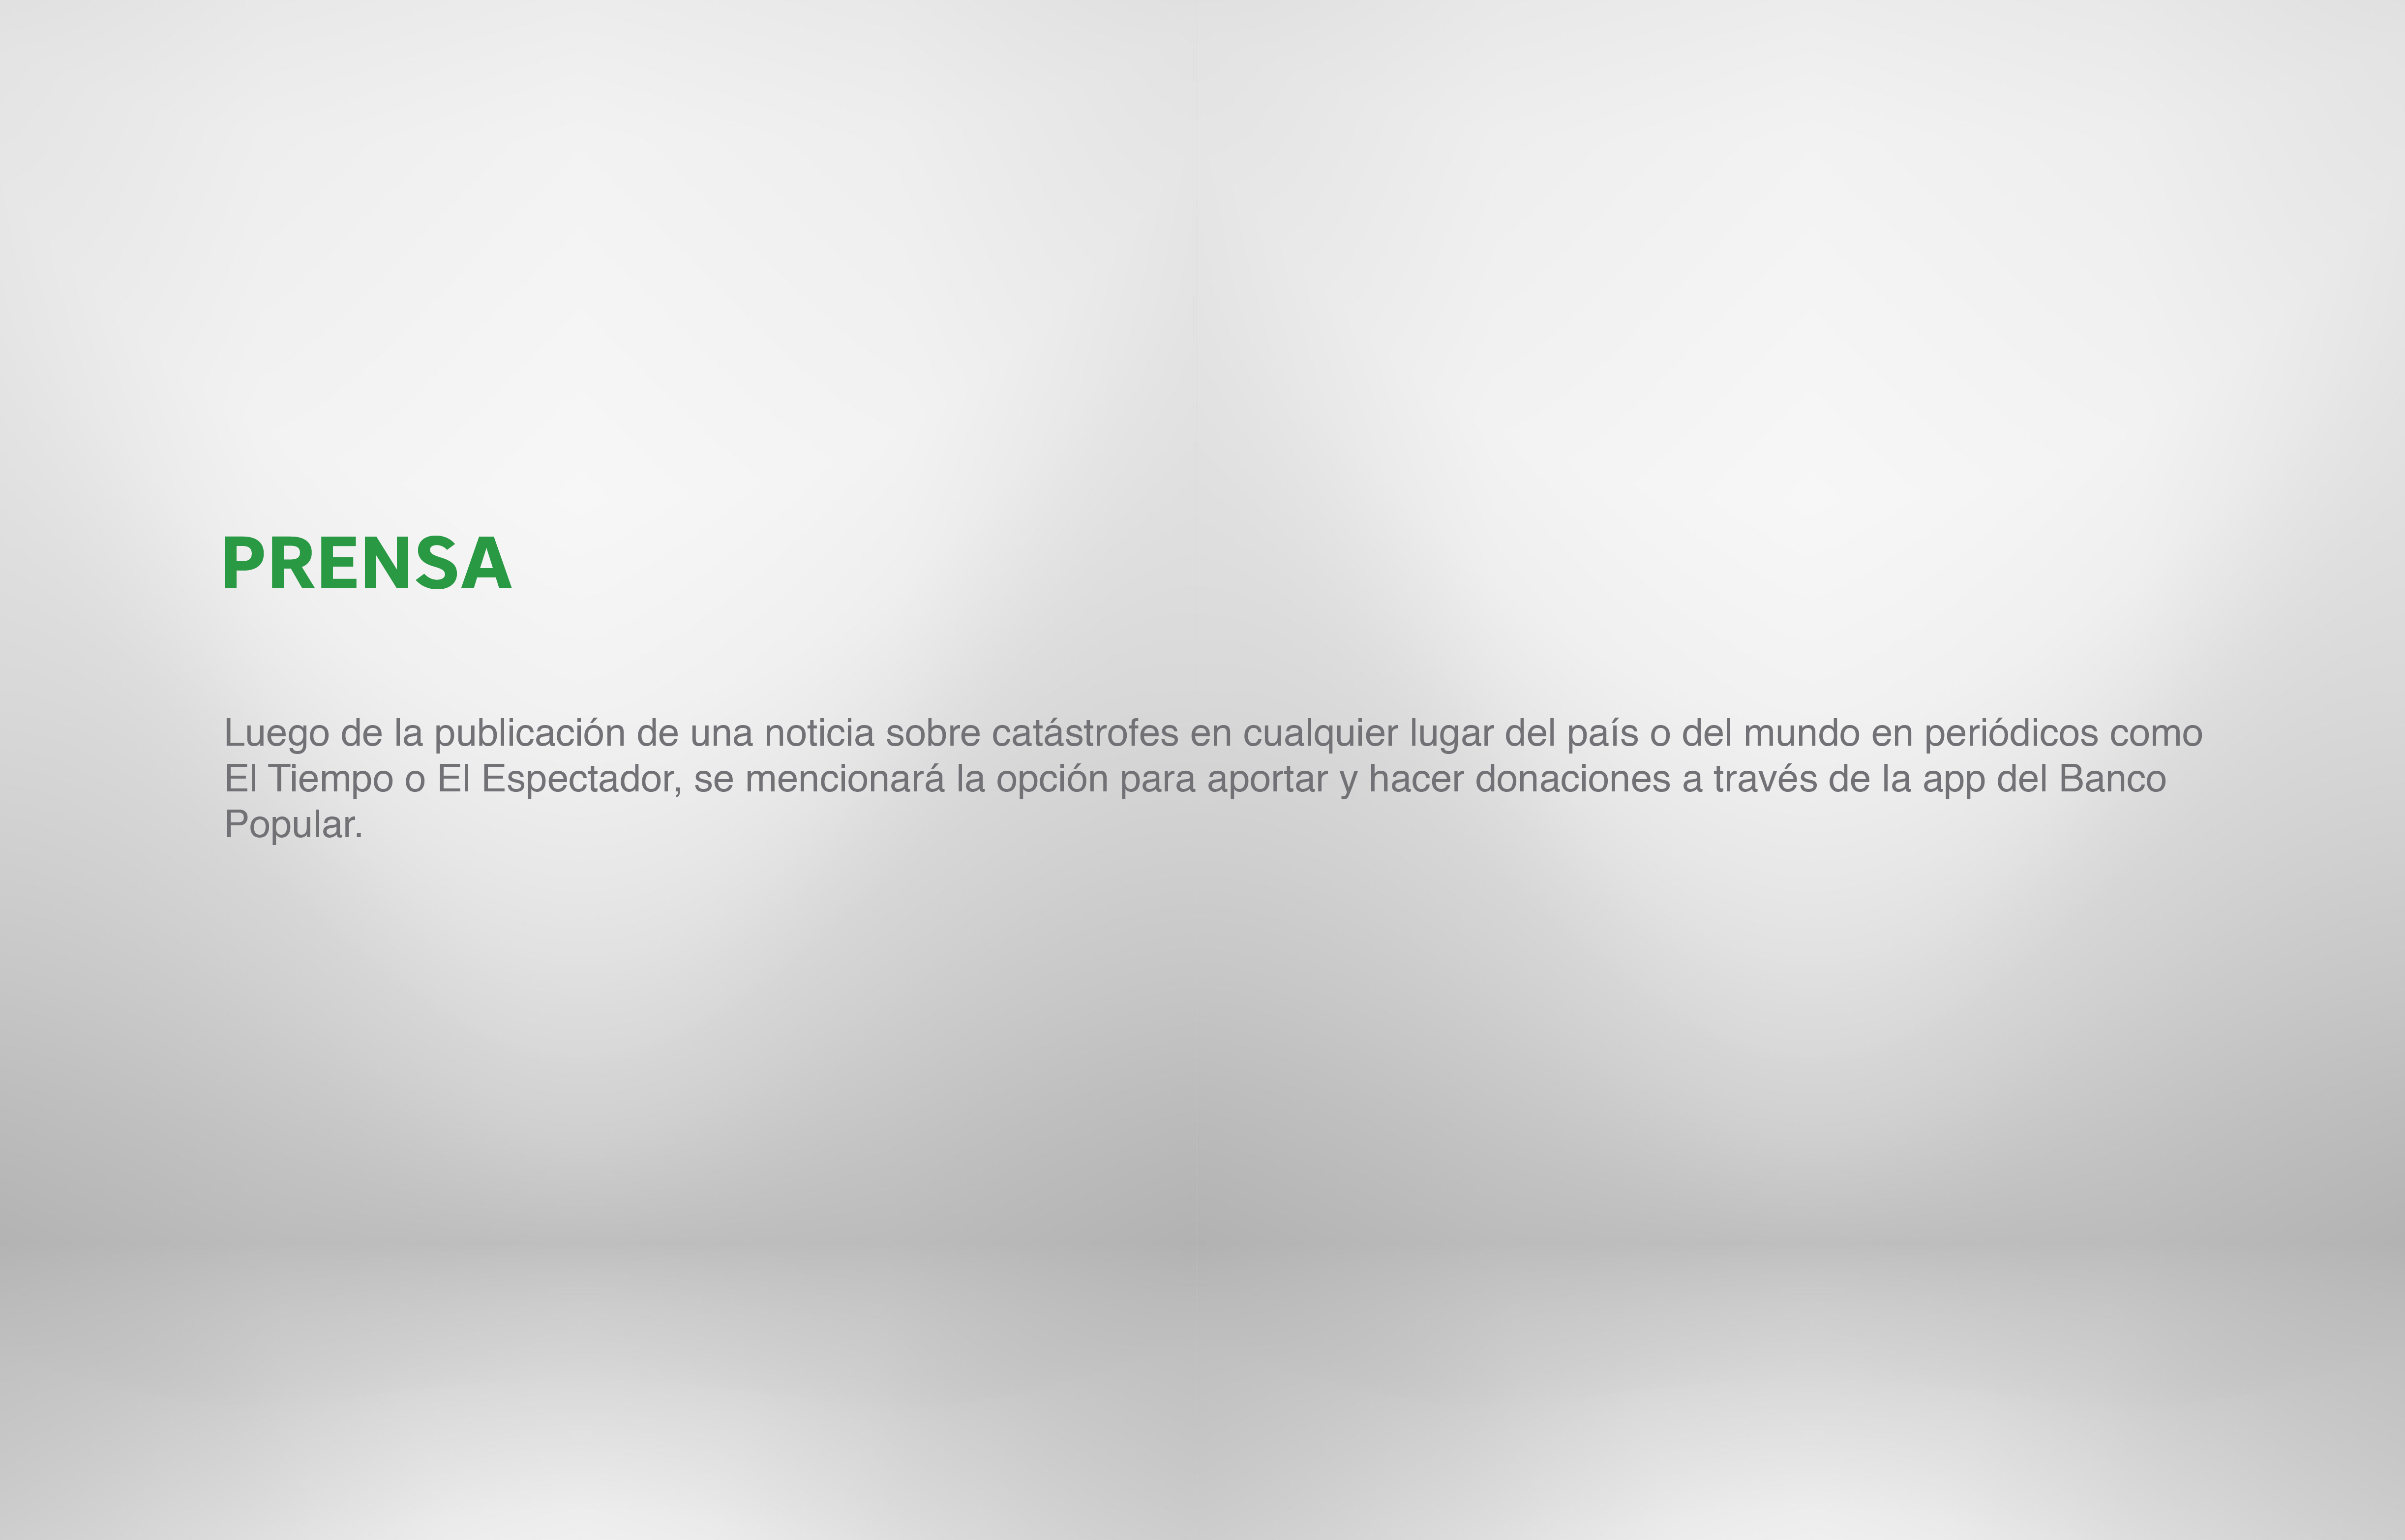 PRENSA
Luego de la publicación de una noticia sobre catástrofes en cualquier lugar del país o del mundo en periódicos como
El Tiempo o El Espectador, se mencionará la opción para aportar y hacer donaciones a través de la app del Banco
Popular.